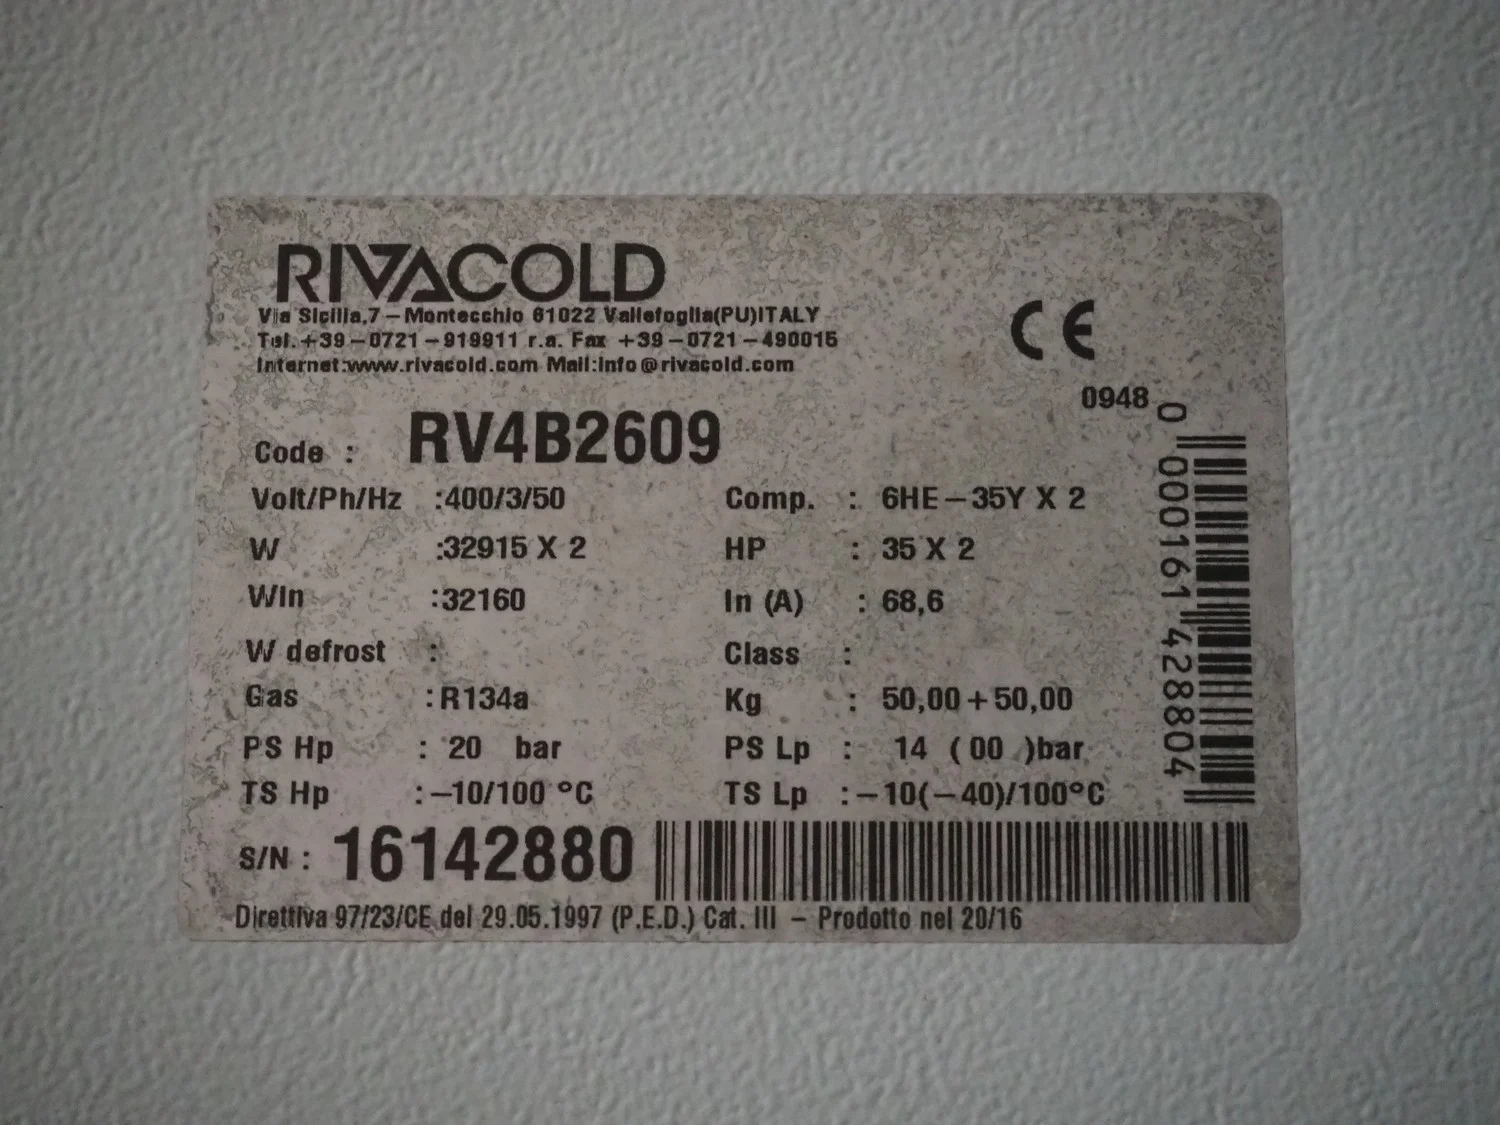 RIVACOLD
Via Sicilia,7 – Montecchio 61022 Vallefoglia(PU)ITALY
Tel. +39–0721–919911 r.a. Fax +39–0721–490015
Internet:www.rivacold.com Mail:info@rivacold.com
CE
0948
Code : RV4B2609
Volt/Ph/Hz :400/3/50 Comp. : 6HE–35Y X 2
W :32915 X 2 HP : 35 X 2
Win :32160 In (A) : 68,6
W defrost : Class :
Gas :R134a Kg : 50,00+50,00
PS Hp : 20 bar PS Lp : 14 ( 00 )bar
TS Hp :–10/100 °C TS Lp :–10(–40)/100°C
S/N : 16142880
Direttiva 97/23/CE del 29.05.1997 (P.E.D.) Cat. III – Prodotto nel 20/16
0 000161 428804